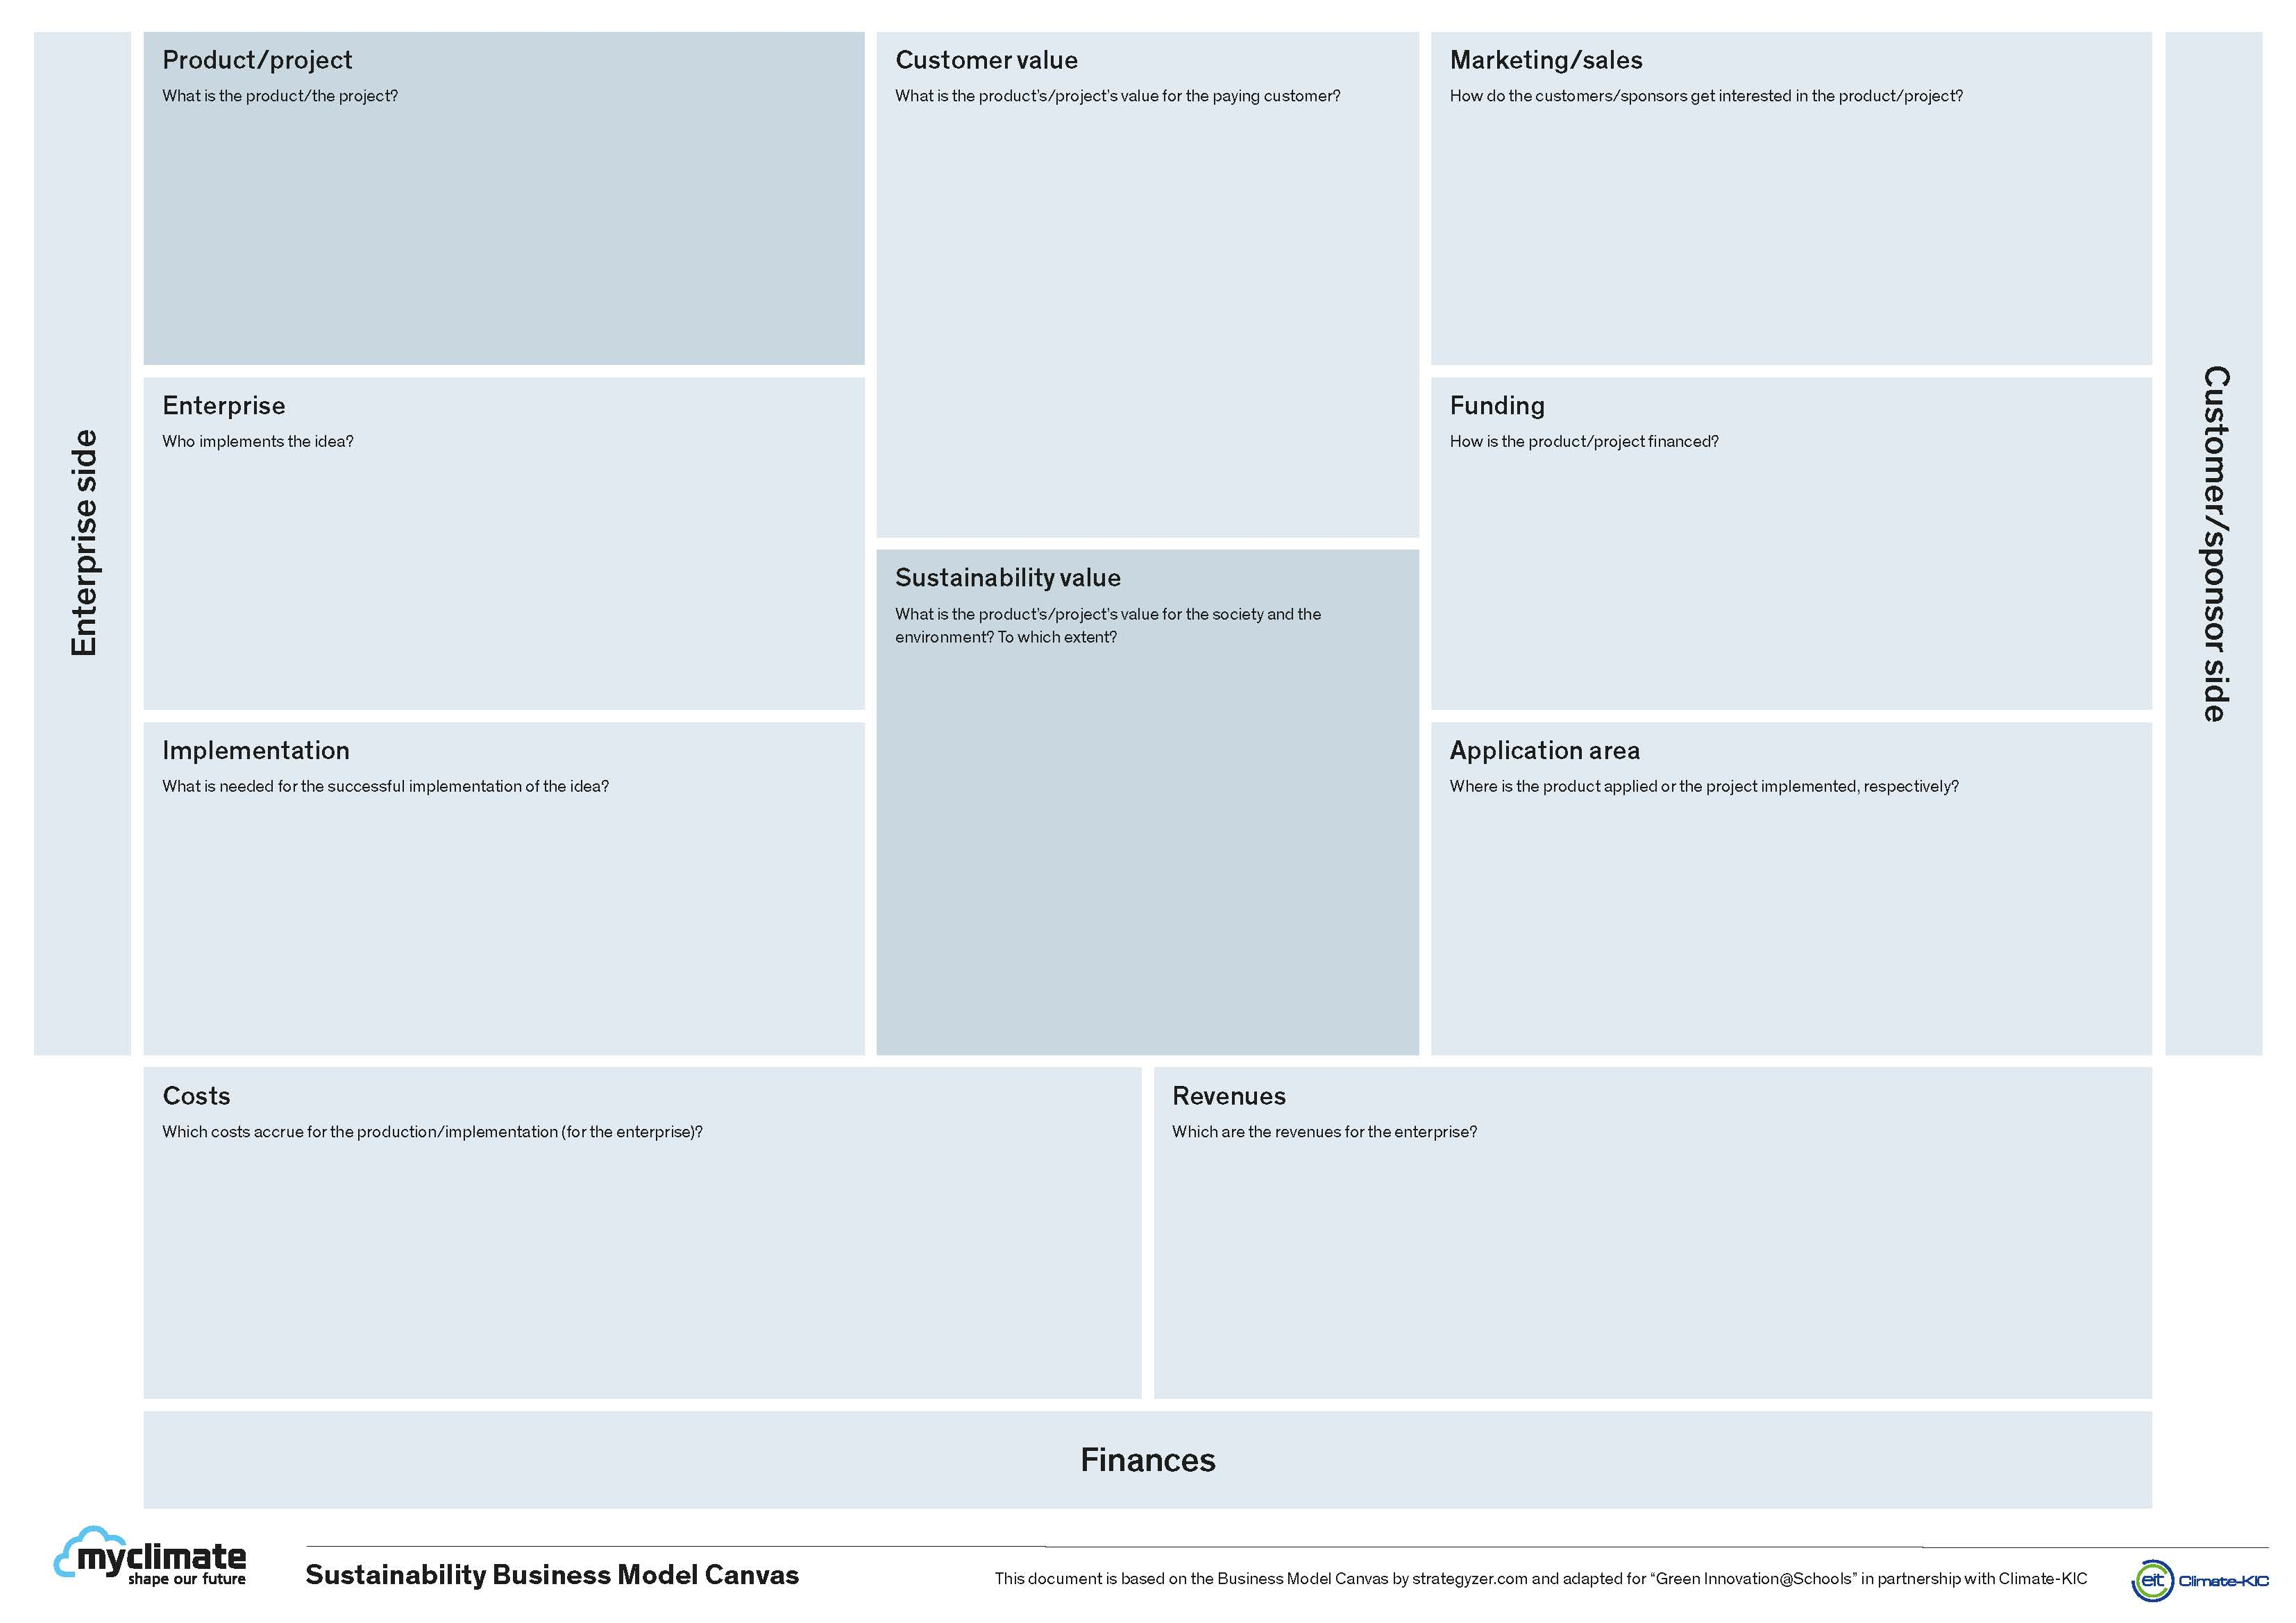 Enterprise side
Product/project
What is the product/the project?
Enterprise
Who implements the idea?
Implementation
What is needed for the successful implementation of the idea?
Customer value
What is the product's/project's value for the paying customer?
Sustainability value
What is the product's/project's value for the society and the
environment? To which extent?
Marketing/sales
How do the customers/sponsors get interested in the product/project?
Funding
How is the product/project financed?
Application area
Where is the product applied or the project implemented, respectively?
Customer/sponsor side
Costs
Which costs accrue for the production/implementation (for the enterprise)?
Revenues
Which are the revenues for the enterprise?
Finances
myclimate
shape our future
Sustainability Business Model Canvas
This document is based on the Business Model Canvas by strategyzer.com and adapted for “Green Innovation@Schools” in partnership with Climate-KIC
eit Climate-KIC